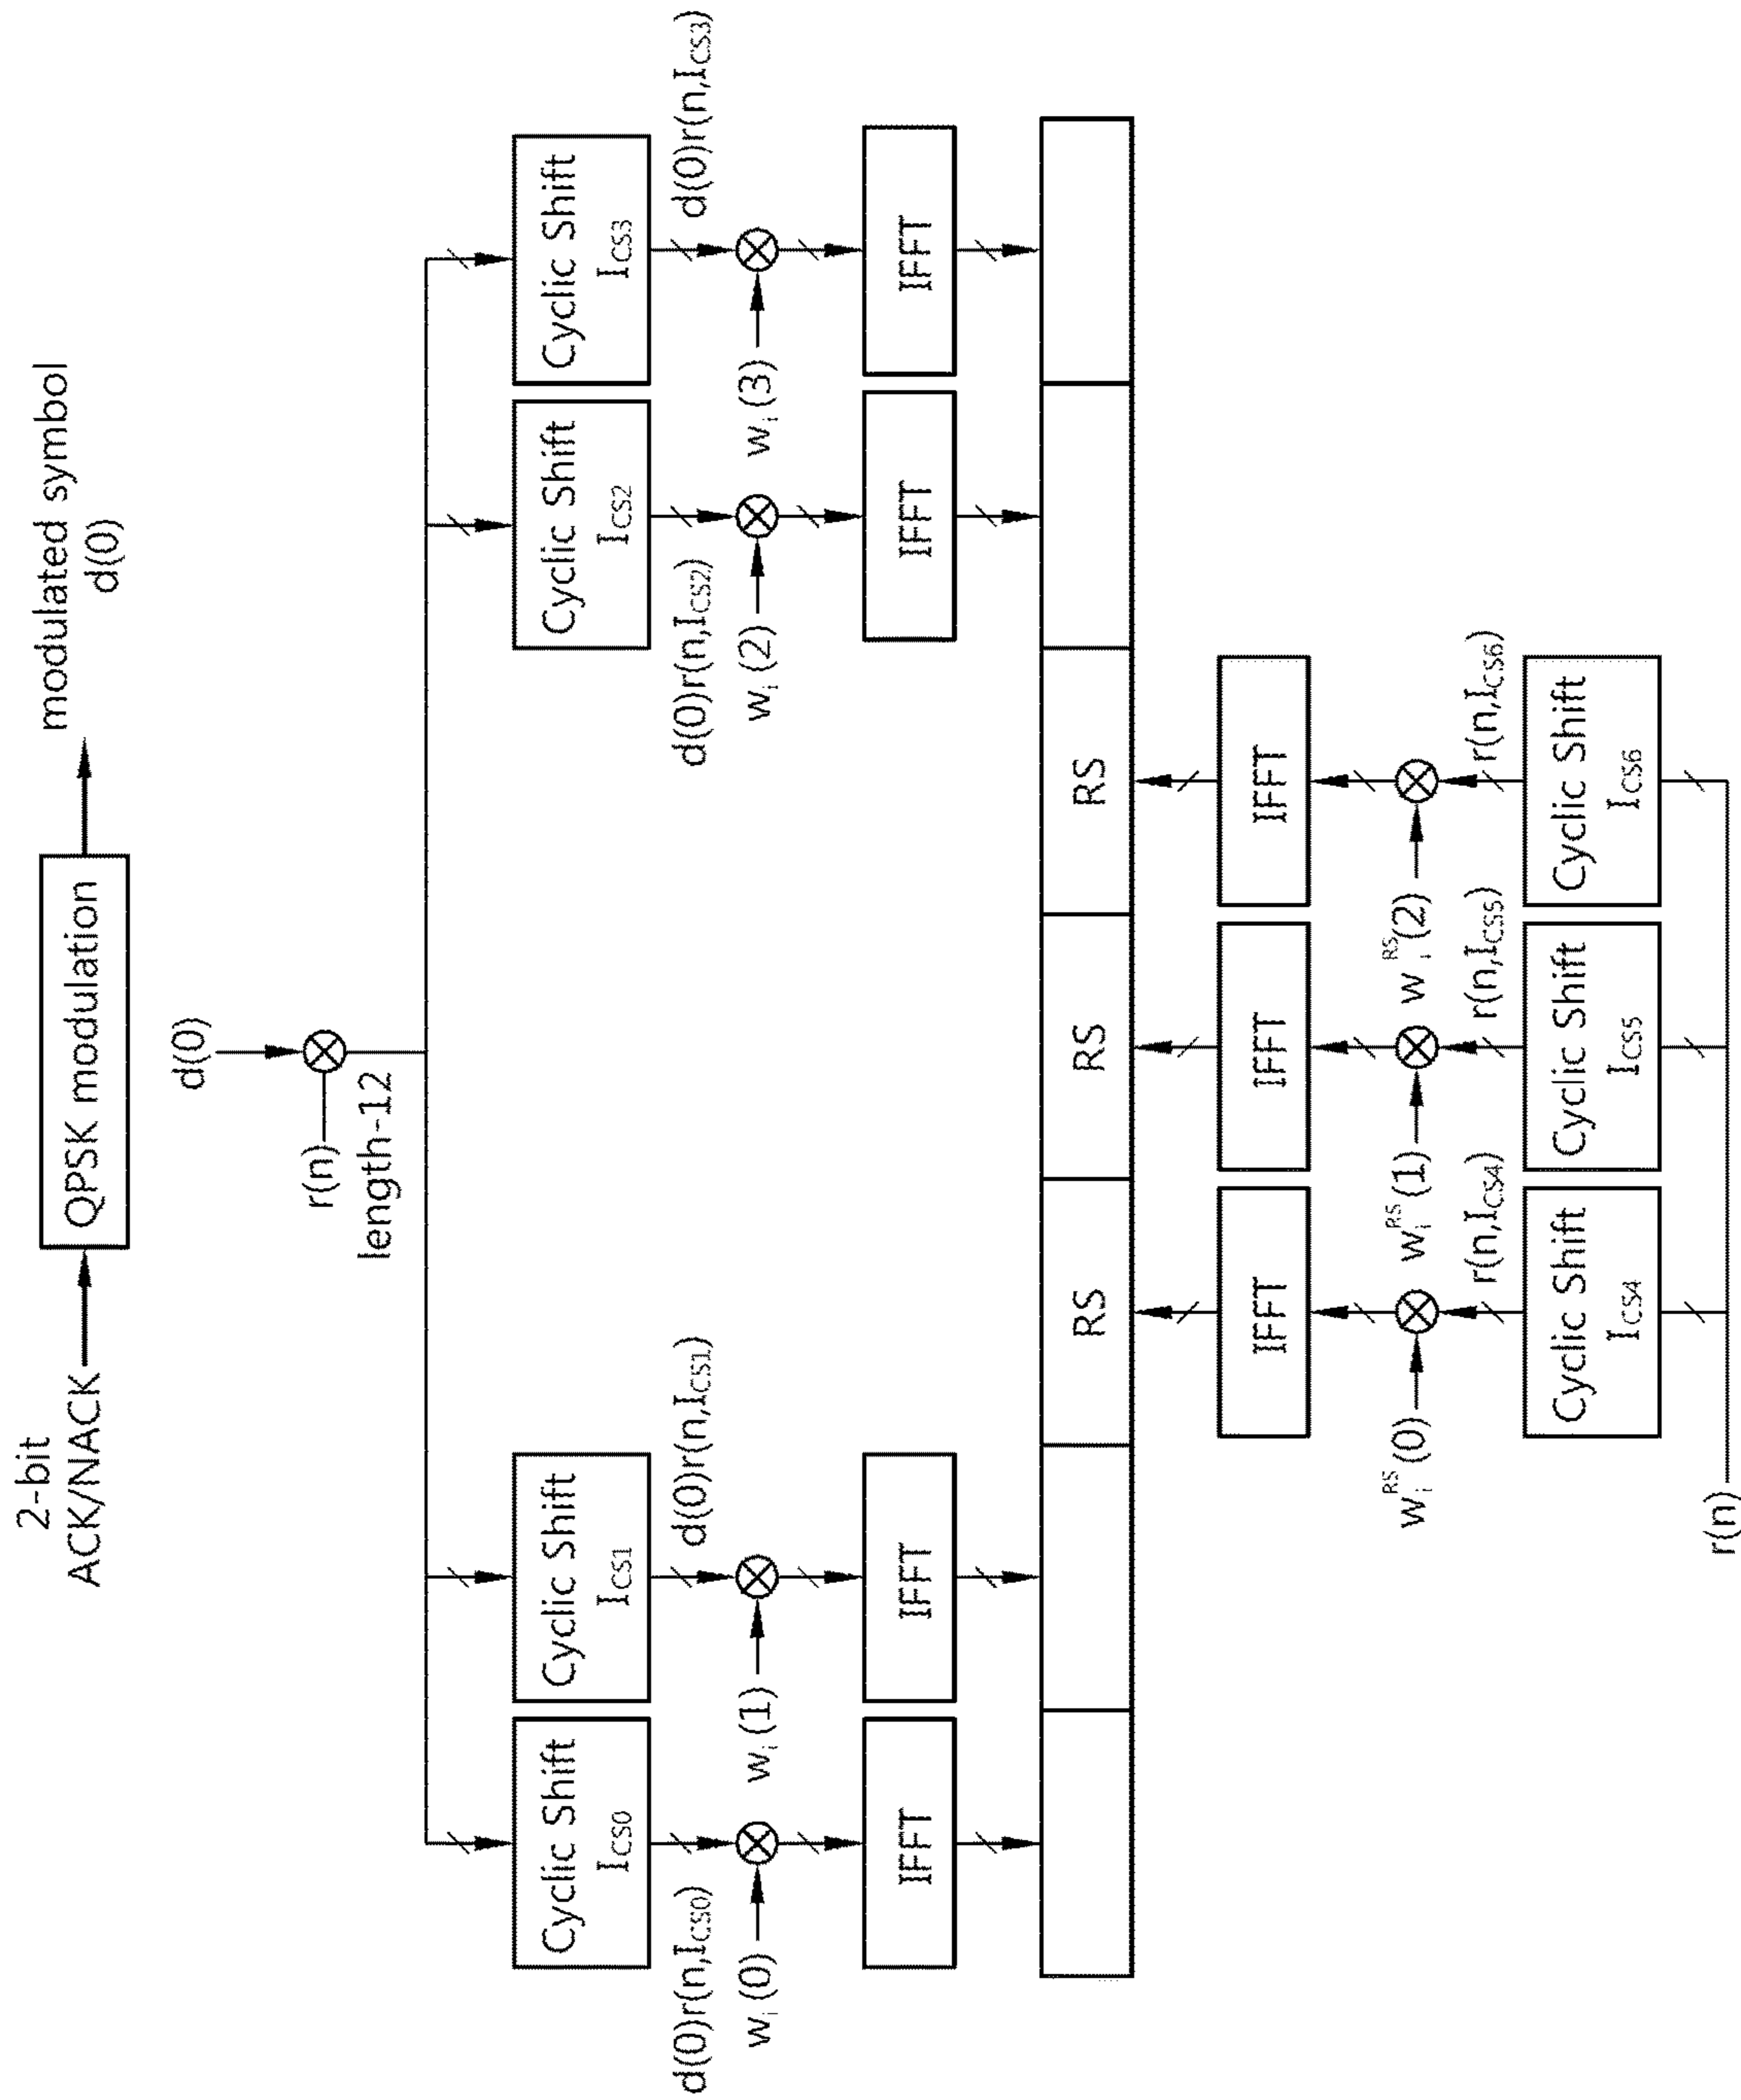 2-bit
ACK/NACK
QPSK modulation
modulated symbol
d(0)
d(0)
r(n)
length-12
Cyclic Shift
I_CS0
Cyclic Shift
I_CS1
Cyclic Shift
I_CS2
Cyclic Shift
I_CS3
d(0)r(n,I_CS0)
d(0)r(n,I_CS1)
d(0)r(n,I_CS2)
d(0)r(n,I_CS3)
w_i(0)
w_i(1)
w_i(2)
w_i(3)
IFFT
IFFT
IFFT
IFFT
RS
RS
RS
IFFT
IFFT
IFFT
w_i^RS(0)
w_i^RS(1)
w_i^RS(2)
r(n,I_CS4)
r(n,I_CS5)
r(n,I_CS6)
Cyclic Shift
I_CS4
Cyclic Shift
I_CS5
Cyclic Shift
I_CS6
r(n)